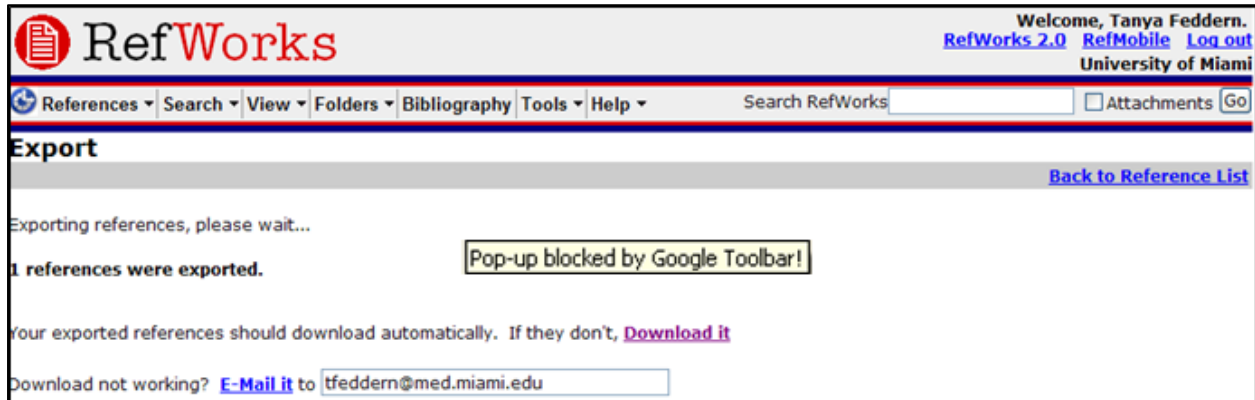 RefWorks
Welcome, Tanya Feddern.
RefWorks 2.0 RefMobile Log out
University of Miami
References Search View Folders Bibliography Tools Help Search RefWorks Attachments Go
Export
Back to Reference List
Exporting references, please wait...
Pop-up blocked by Google Toolbar!
1 references were exported.
Your exported references should download automatically. If they don't, Download it
Download not working? E-Mail it to tfeddern@med.miami.edu